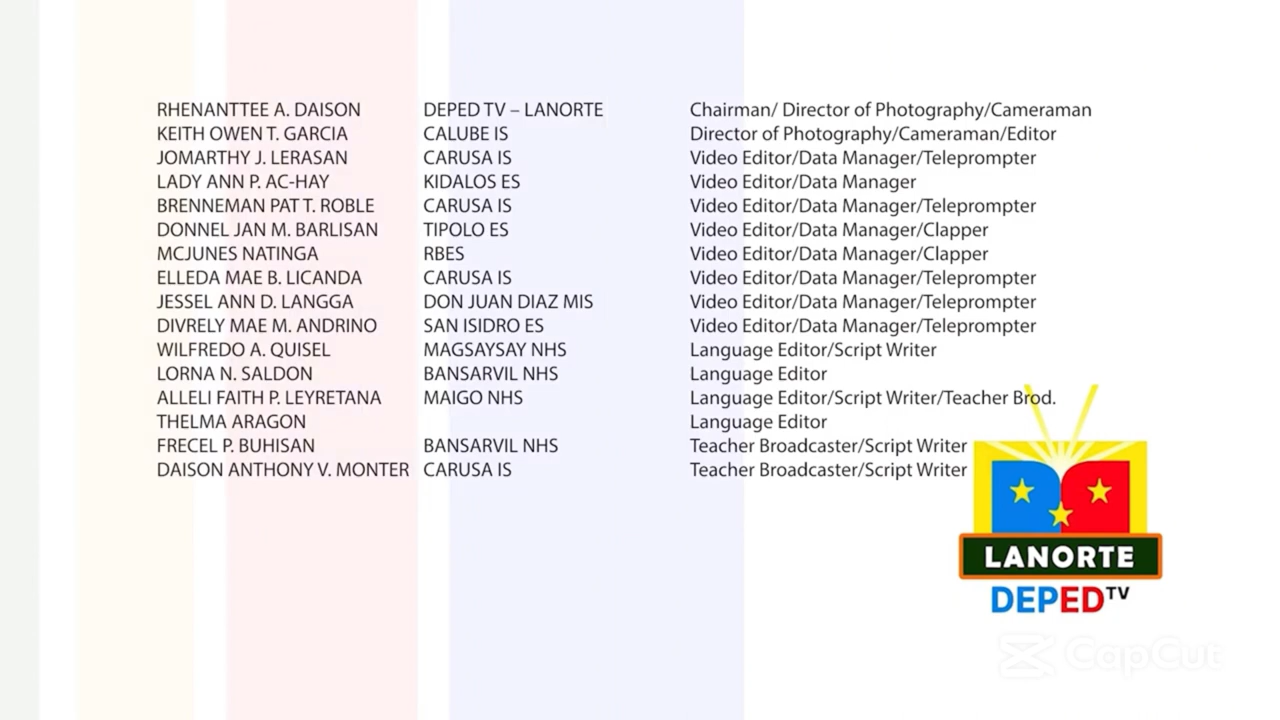 RHENANTTEE A. DAISON DEPED TV – LANORTE Chairman/ Director of Photography/Cameraman
KEITH OWEN T. GARCIA CALUBE IS Director of Photography/Cameraman/Editor
JOMARTHY J. LERASAN CARUSA IS Video Editor/Data Manager/Teleprompter
LADY ANN P. AC-HAY KIDALOS ES Video Editor/Data Manager
BRENNEMAN PAT T. ROBLE CARUSA IS Video Editor/Data Manager/Teleprompter
DONNEL JAN M. BARLISAN TIPOLO ES Video Editor/Data Manager/Clapper
MCJUNES NATINGA RBES Video Editor/Data Manager/Clapper
ELLEDA MAE B. LICANDA CARUSA IS Video Editor/Data Manager/Teleprompter
JESSEL ANN D. LANGGA DON JUAN DIAZ MIS Video Editor/Data Manager/Teleprompter
DIVRELY MAE M. ANDRINO SAN ISIDRO ES Video Editor/Data Manager/Teleprompter
WILFREDO A. QUISEL MAGSAYSAY NHS Language Editor/Script Writer
LORNA N. SALDON BANSARVIL NHS Language Editor
ALLELI FAITH P. LEYRETANA MAIGO NHS Language Editor/Script Writer/Teacher Brod.
THELMA ARAGON Language Editor
FRECEL P. BUHISAN BANSARVIL NHS Teacher Broadcaster/Script Writer
DAISON ANTHONY V. MONTER CARUSA IS Teacher Broadcaster/Script Writer
LANORTE
DEPED TV
CapCut